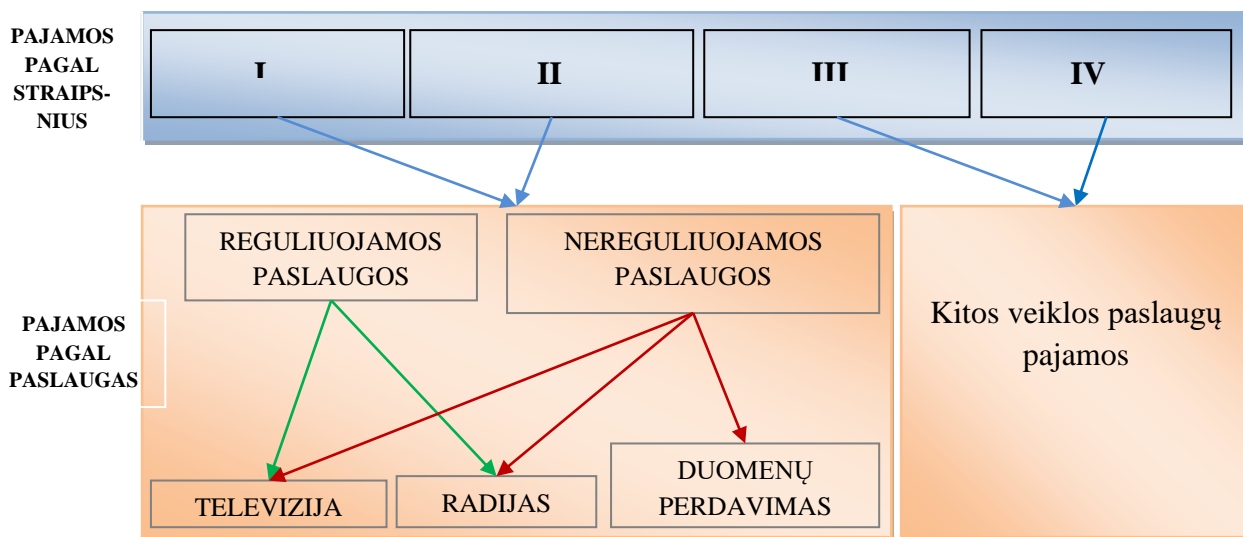 PAJAMOS
PAGAL
STRAIPS-
NIUS
I
II
III
IV
REGULIUOJAMOS
PASLAUGOS
NEREGULIUOJAMOS
PASLAUGOS
PAJAMOS
PAGAL
PASLAUGAS
Kitos veiklos paslaugų
pajamos
TELEVIZIJA
RADIJAS
DUOMENŲ
PERDAVIMAS